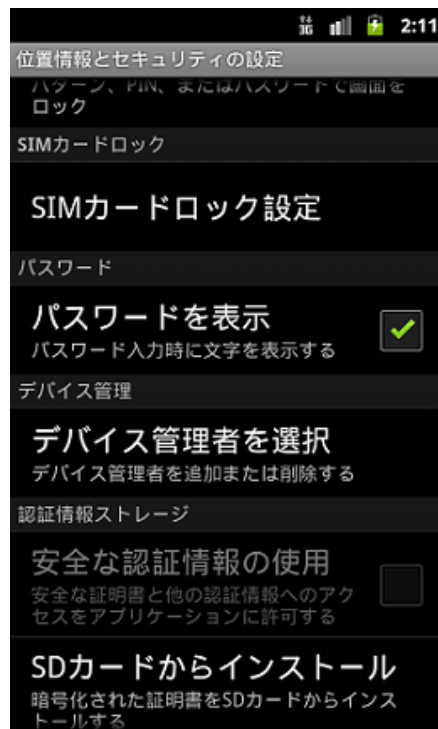 3G 2:11
位置情報とセキュリティの設定
パターン、PIN、またはパスワードで画面を
ロック
SIMカードロック
SIMカードロック設定
パスワード
パスワードを表示
パスワード入力時に文字を表示する
デバイス管理
デバイス管理者を選択
デバイス管理者を追加または削除する
認証情報ストレージ
安全な認証情報の使用
安全な証明書と他の認証情報へのアク
セスをアプリケーションに許可する
SDカードからインストール
暗号化された証明書をSDカードからインス
トールする